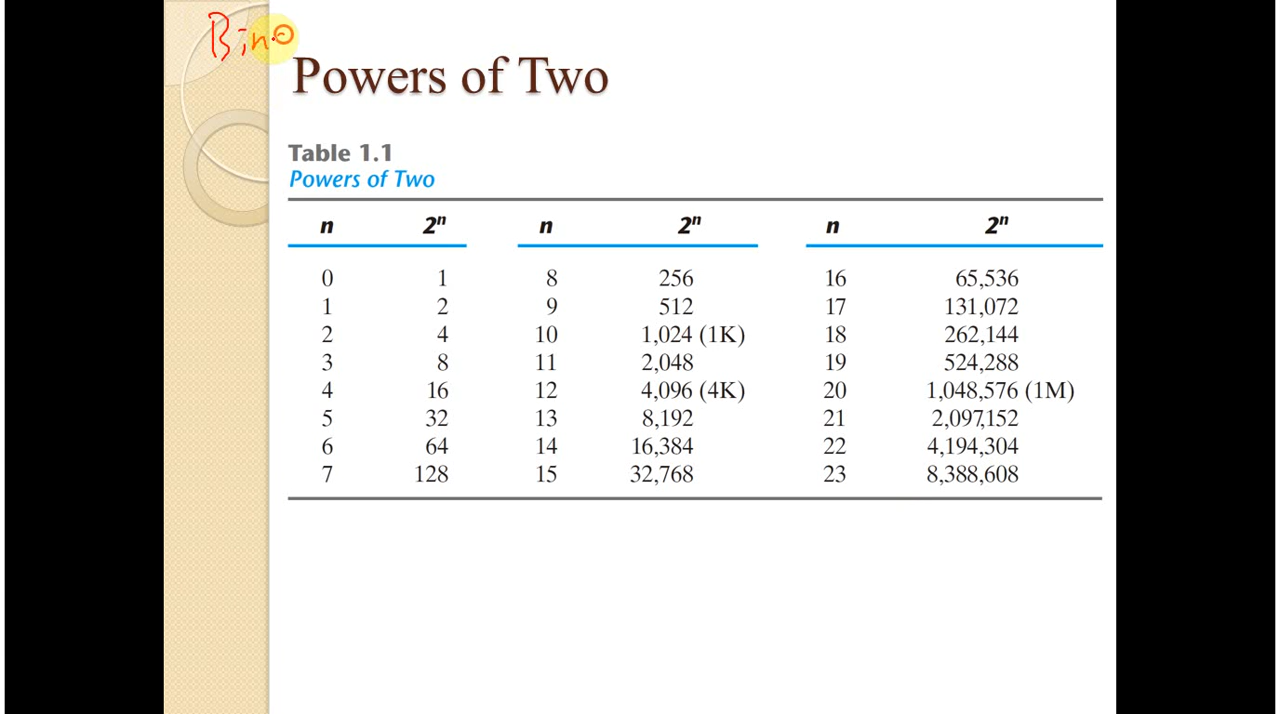 Bina
Powers of Two
Table 1.1
Powers of Two
n 2ⁿ n 2ⁿ n 2ⁿ
0 1 8 256 16 65,536
1 2 9 512 17 131,072
2 4 10 1,024 (1K) 18 262,144
3 8 11 2,048 19 524,288
4 16 12 4,096 (4K) 20 1,048,576 (1M)
5 32 13 8,192 21 2,097,152
6 64 14 16,384 22 4,194,304
7 128 15 32,768 23 8,388,608